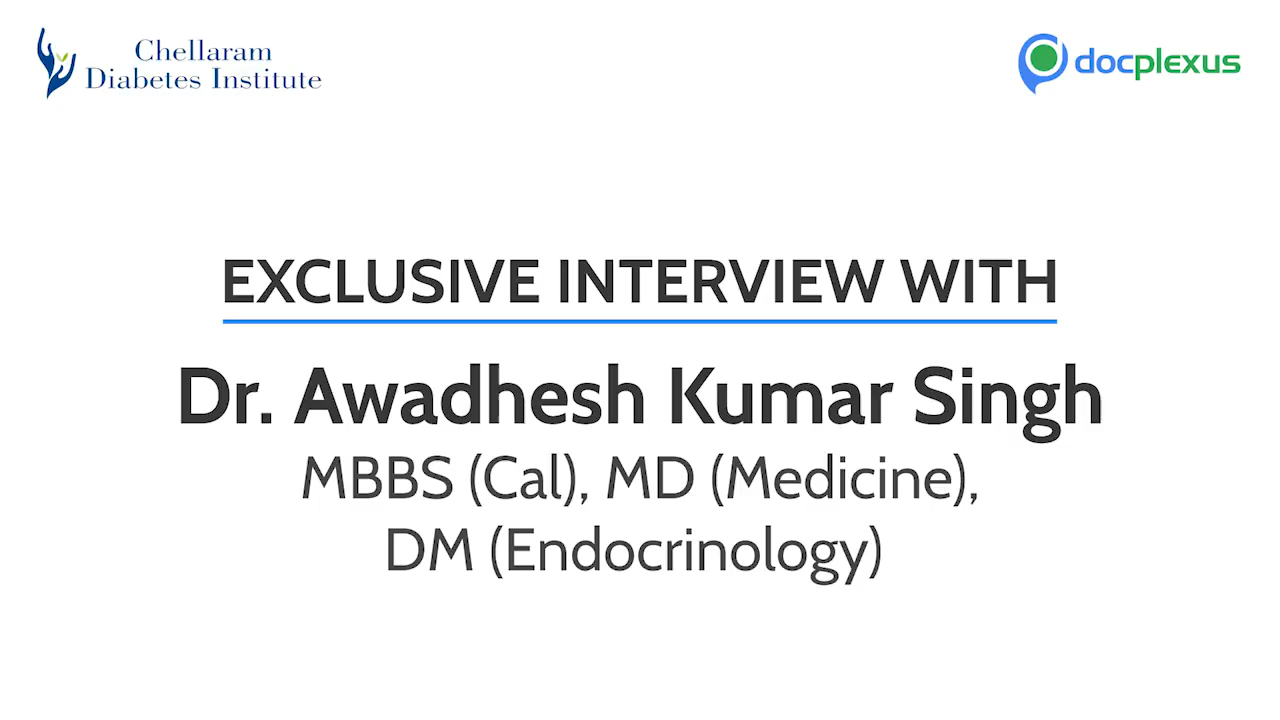 Chellaram
Diabetes Institute
docplexus
EXCLUSIVE INTERVIEW WITH
Dr. Awadhesh Kumar Singh
MBBS (Cal), MD (Medicine),
DM (Endocrinology)